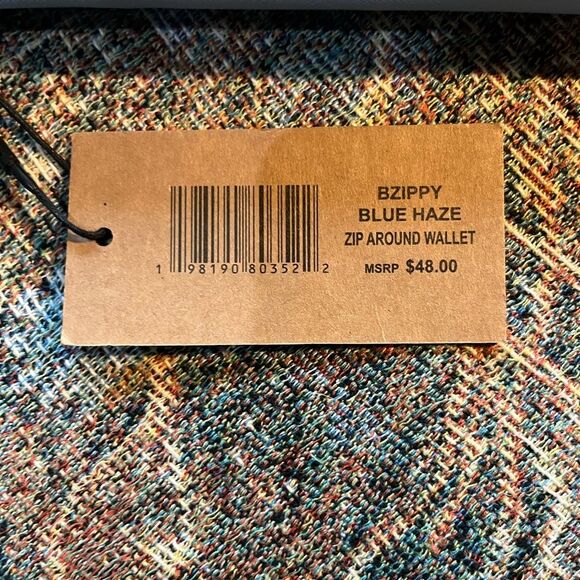 BZIPPY
BLUE HAZE
ZIP AROUND WALLET
MSRP $48.00
1 98190 80352 2